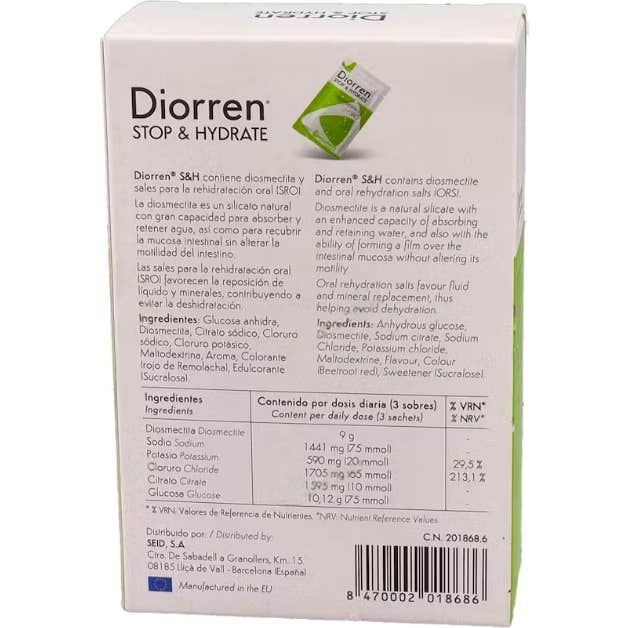 Diorren
STOP & HYDRATE
Diorren®
STOP & HYDRATE
Diorren
STOP & HYDRATE
Diorren® S&H contiene diosmectita y
sales para la rehidratación oral (SRO).
La diosmectita es un silicato natural
con gran capacidad para absorber y
retener agua, así como para recubrir
la mucosa intestinal sin alterar la
motilidad del intestino.
Las sales para la rehidratación oral
(SRO) favorecen la reposición de
líquido y minerales, contribuyendo a
evitar la deshidratación.
Ingredientes: Glucosa anhidra,
Diosmectita, Citrato sódico, Cloruro
sódico, Cloruro potásico,
Maltodextrina, Aroma, Colorante
(rojo de Remolacha), Edulcorante
(Sucralosa).
Diorren® S&H contains diosmectite
and oral rehydration salts (ORS).
Diosmectite is a natural silicate with
an enhanced capacity of absorbing
and retaining water, and also with the
ability of forming a film over the
intestinal mucosa without altering its
motility.
Oral rehydration salts favour fluid
and mineral replacement, thus
helping avoid dehydration.
Ingredients: Anhydrous glucose,
Diosmectite, Sodium citrate, Sodium
Chloride, Potassium chloride,
Maltodextrine, Flavour, Colour
(Beetroot red), Sweetener (Sucralose).
Ingredientes Contenido por dosis diaria (3 sobres) % VRN*
Ingredients Content per daily dose (3 sachets) % NRV*
Diosmectita Diosmectite 9 g -
Sodio Sodium 1441 mg (75 mmol) -
Potasio Potassium 590 mg (20 mmol) 29,5 %
Cloruro Chloride 1705 mg (65 mmol) 213,1 %
Citrato Citrate 1395 mg (10 mmol) -
Glucosa Glucose 10,12 g (75 mmol) -
* % VRN: Valores de Referencia de Nutrientes. *NRV: Nutrient Reference Values
Distribuido por: / Distributed by:
SEID, S.A.
Ctra. De Sabadell a Granollers, Km. 15.
08185 Lliçà de Vall - Barcelona (España)
Manufactured in the EU
C.N. 201868.6
8 470002 018686